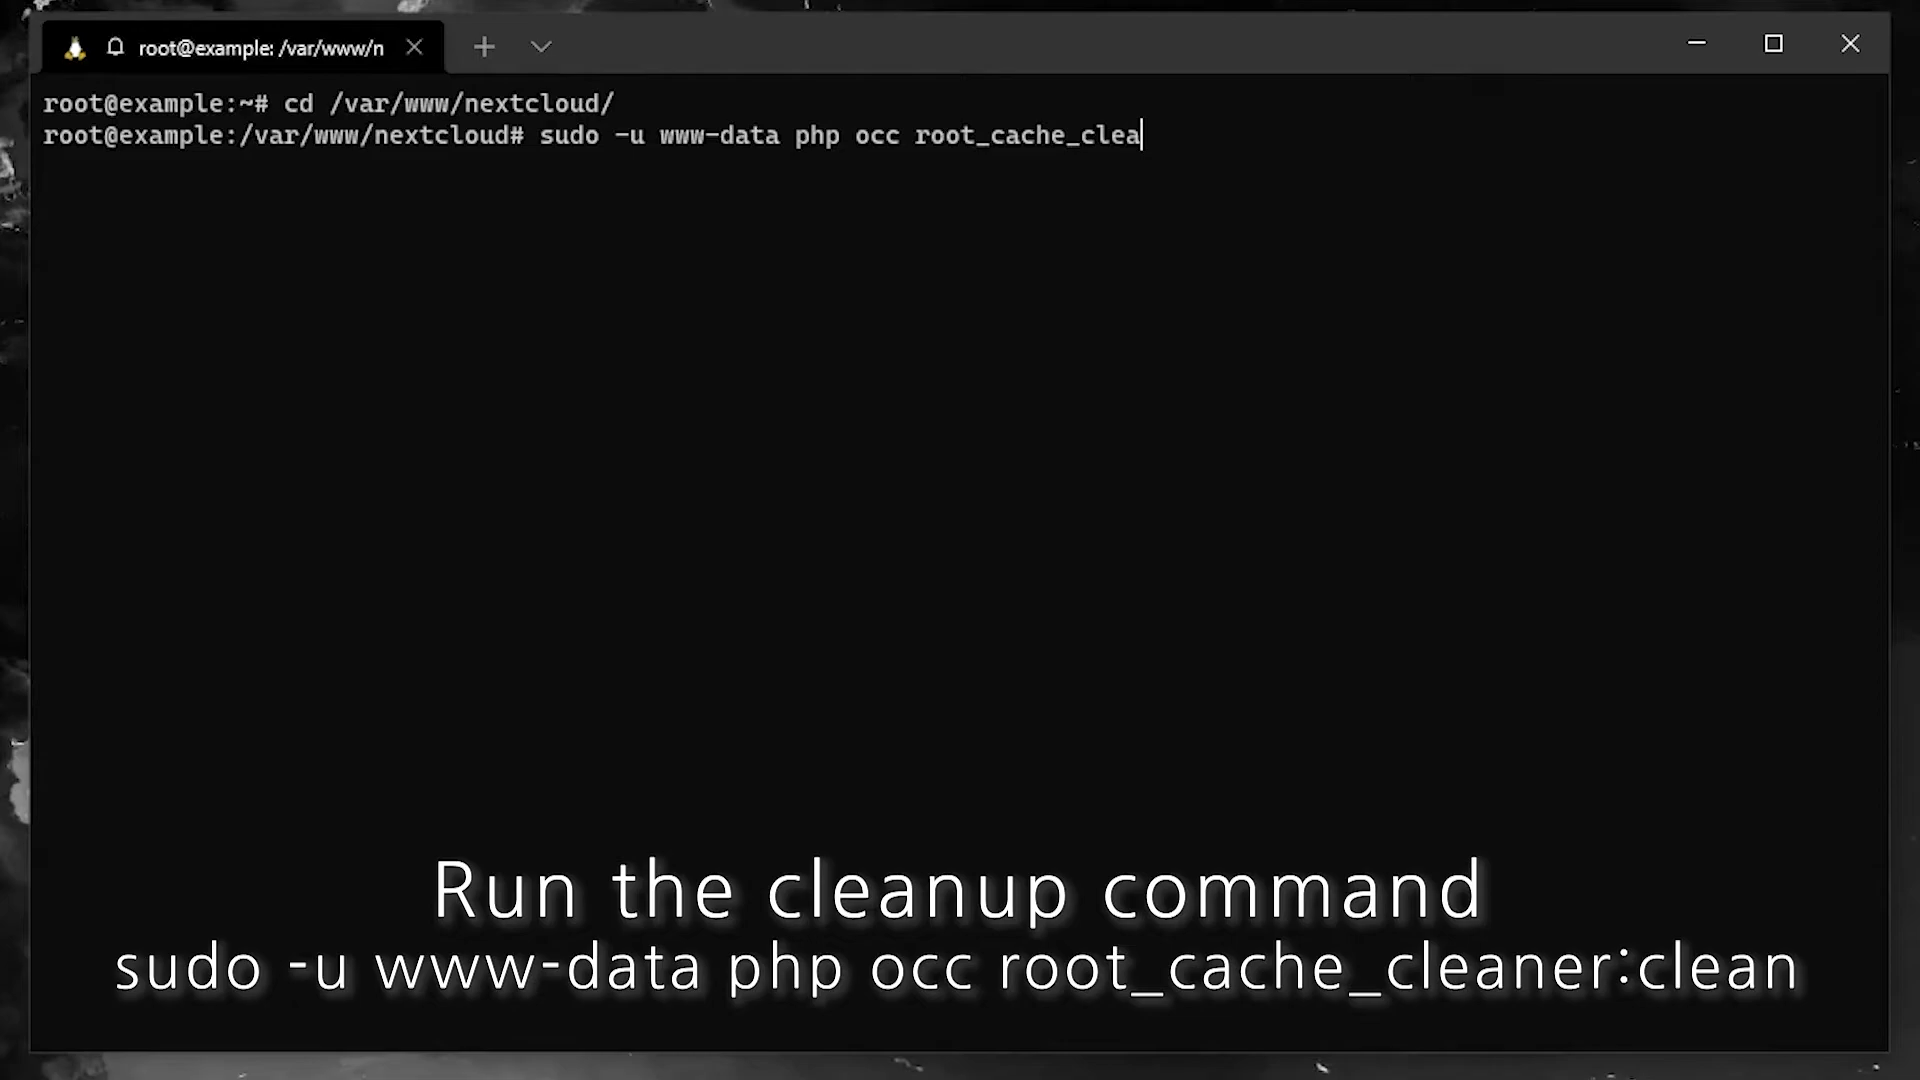 root@example: /var/www/n
root@example:~# cd /var/www/nextcloud/
root@example:/var/www/nextcloud# sudo -u www-data php occ root_cache_clea
Run the cleanup command
sudo -u www-data php occ root_cache_cleaner:clean